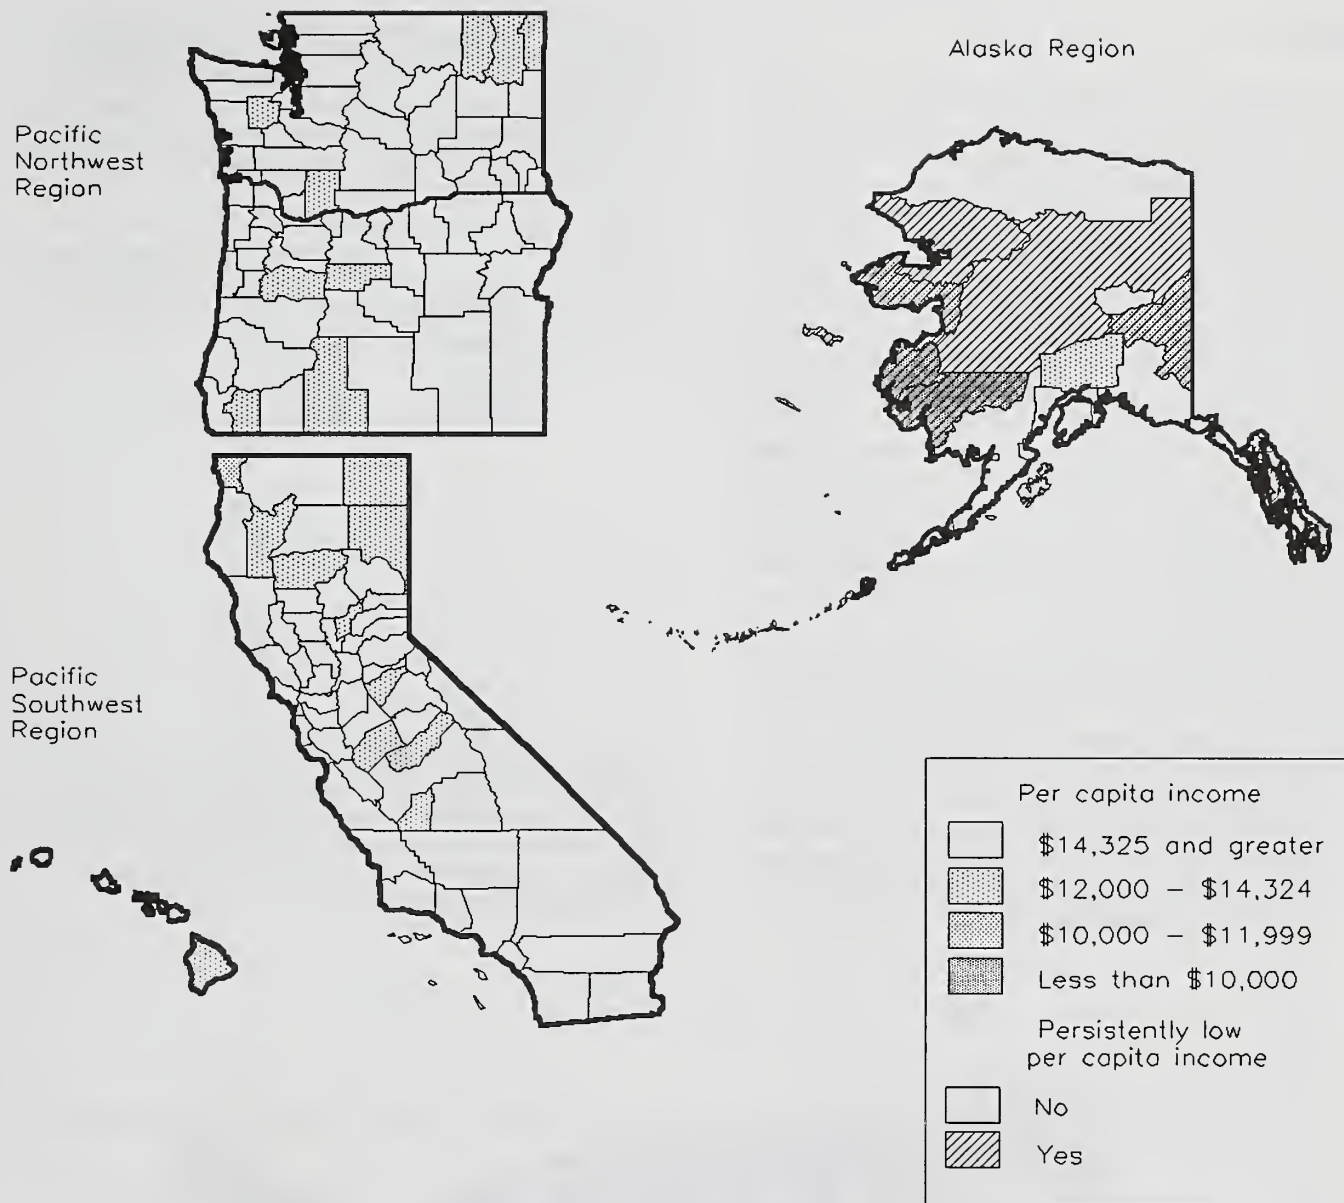 Alaska Region
Pacific
Northwest
Region
Pacific
Southwest
Region
Per capita income
$14,325 and greater
$12,000 – $14,324
$10,000 – $11,999
Less than $10,000
Persistently low
per capita income
No
Yes